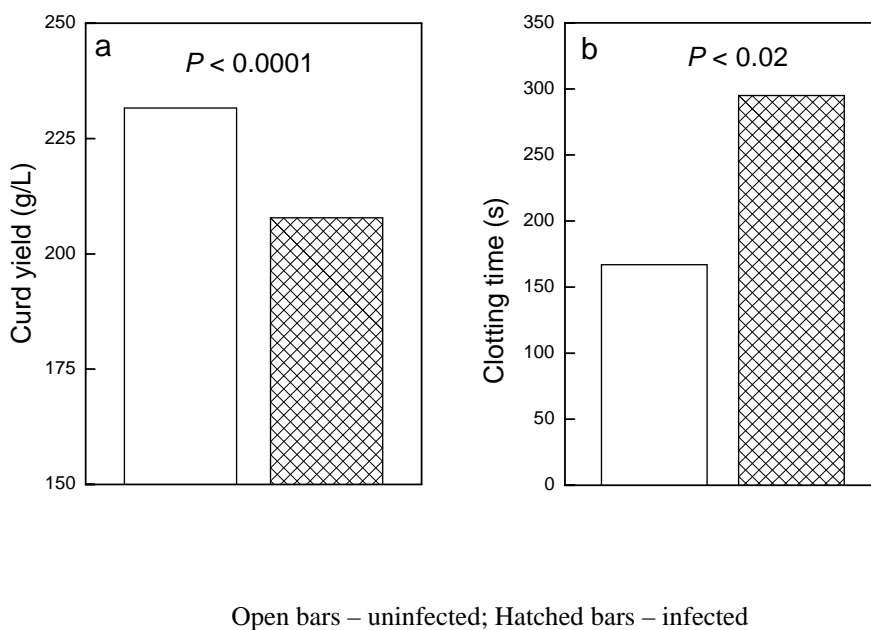 a
P < 0.0001
Curd yield (g/L)
250
225
200
175
150
b
P < 0.02
Clotting time (s)
350
300
250
200
150
100
50
0
Open bars – uninfected; Hatched bars – infected